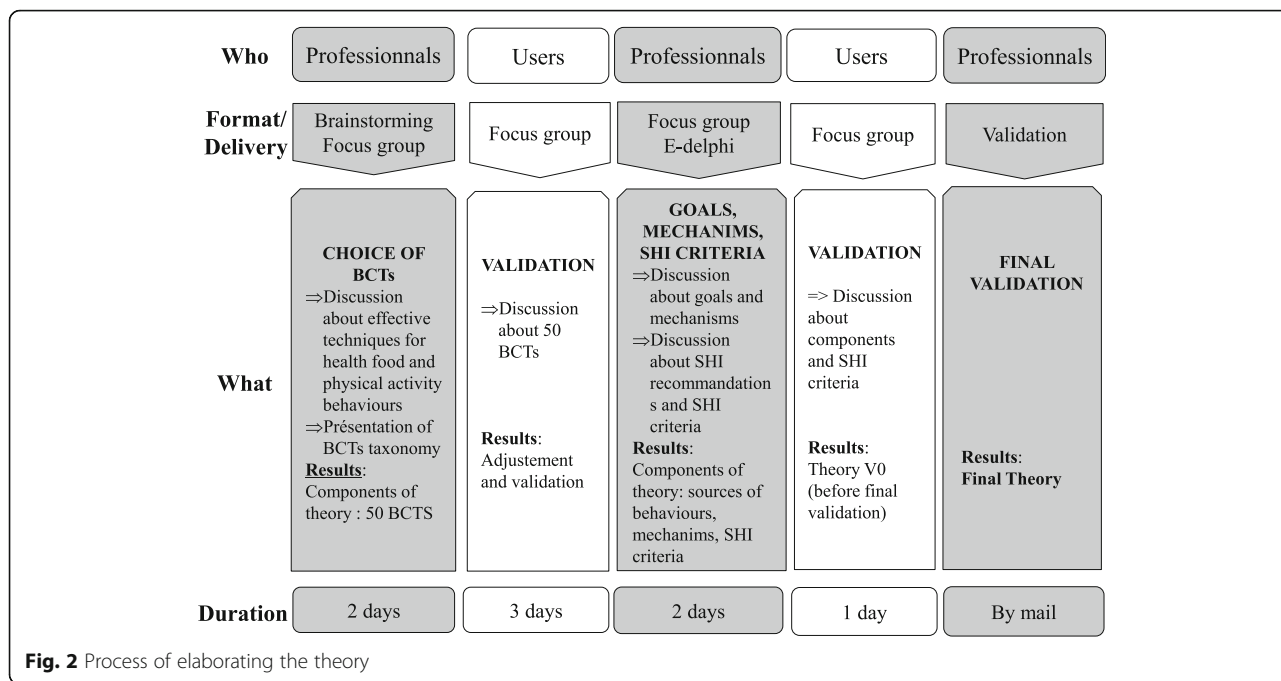 Who
Professionnals
Users
Professionals
Users
Professionals
Format/
Delivery
Brainstorming
Focus group
Focus group
Focus group
E-delphi
Focus group
Validation
What
CHOICE OF
BCTs
⇒Discussion
about effective
techniques for
health food and
physical activity
behaviours
⇒Présentation of
BCTs taxonomy
Results:
Components of
theory : 50 BCTS
VALIDATION
⇒Discussion
about 50
BCTs
Results:
Adjustement
and validation
GOALS,
MECHANIMS,
SHI CRITERIA
⇒Discussion
about goals and
mechanisms
⇒Discussion
about SHI
recommandation
s and SHI
criteria
Results:
Components of
theory: sources of
behaviours,
mechanims, SHI
criteria
VALIDATION
=> Discussion
about
components
and SHI
criteria
Results:
Theory V0
(before final
validation)
FINAL
VALIDATION
Results:
Final Theory
Duration
2 days
3 days
2 days
1 day
By mail
Fig. 2 Process of elaborating the theory